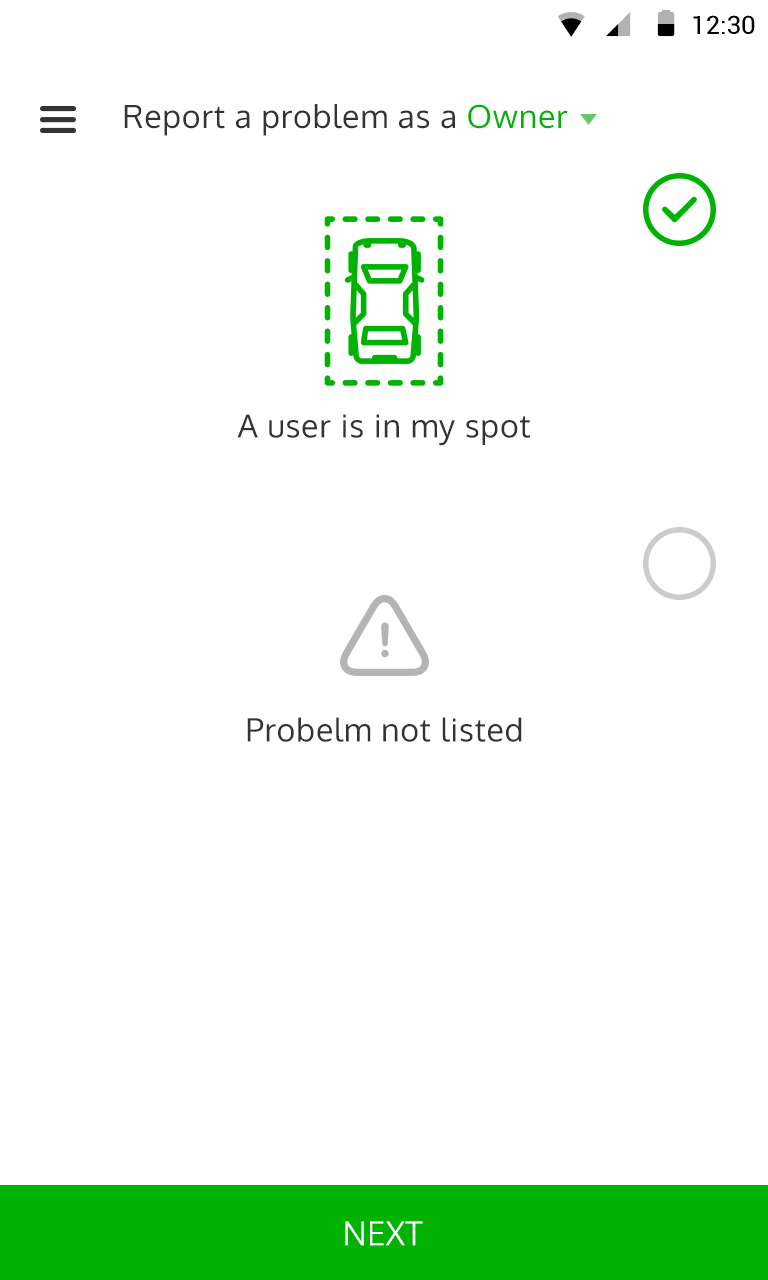 12:30
Report a problem as a Owner
A user is in my spot
Probelm not listed
NEXT